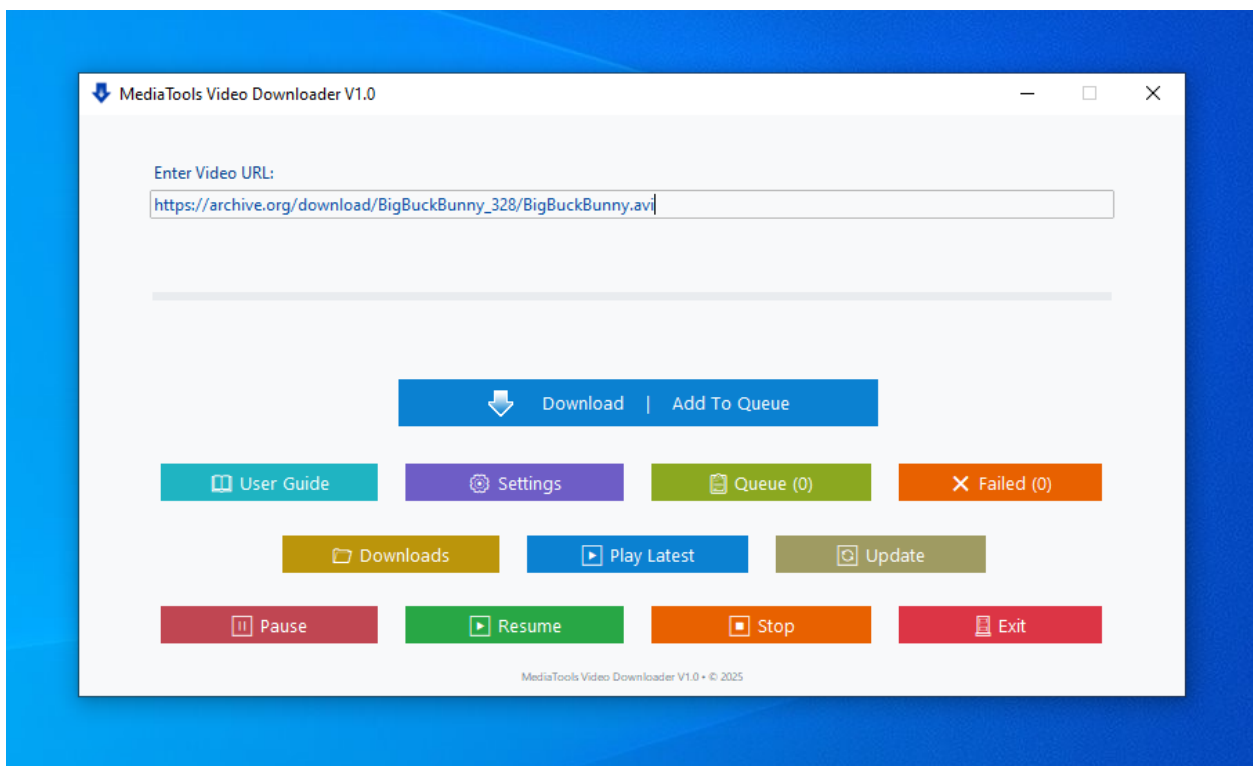 MediaTools Video Downloader V1.0
Enter Video URL:
https://archive.org/download/BigBuckBunny_328/BigBuckBunny.avi
Download | Add To Queue
User Guide
Settings
Queue (0)
Failed (0)
Downloads
Play Latest
Update
Pause
Resume
Stop
Exit
MediaTools Video Downloader V1.0 • © 2025